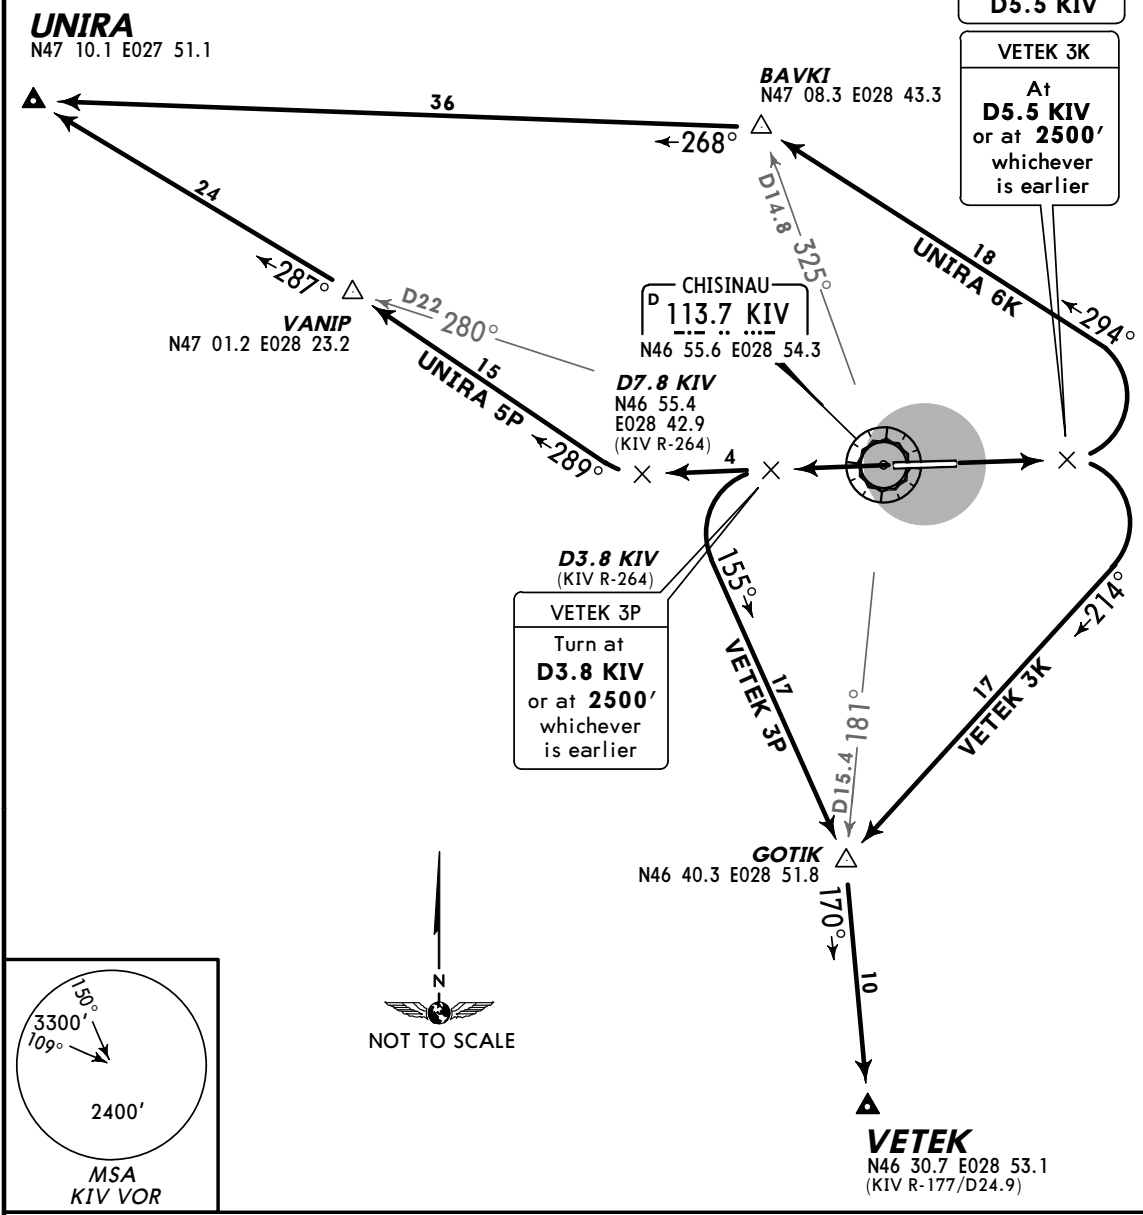 D5.5 KIV
UNIRA
N47 10.1 E027 51.1
VETEK 3K
At
D5.5 KIV
or at 2500'
whichever
is earlier
BAVKI
N47 08.3 E028 43.3
36
268°
24
D14.8 325°
18
UNIRA 6K
294°
287°
VANIP
N47 01.2 E028 23.2
D22 280°
CHISINAU
D 113.7 KIV
N46 55.6 E028 54.3
15
UNIRA 5P
289°
D7.8 KIV
N46 55.4
E028 42.9
(KIV R-264)
4
D3.8 KIV
(KIV R-264)
VETEK 3P
Turn at
D3.8 KIV
or at 2500'
whichever
is earlier
155°
17
VETEK 3P
214°
17
VETEK 3K
D15.4 181°
GOTIK
N46 40.3 E028 51.8
170°
10
N
NOT TO SCALE
150°
3300'
109°
2400'
MSA
KIV VOR
VETEK
N46 30.7 E028 53.1
(KIV R-177/D24.9)